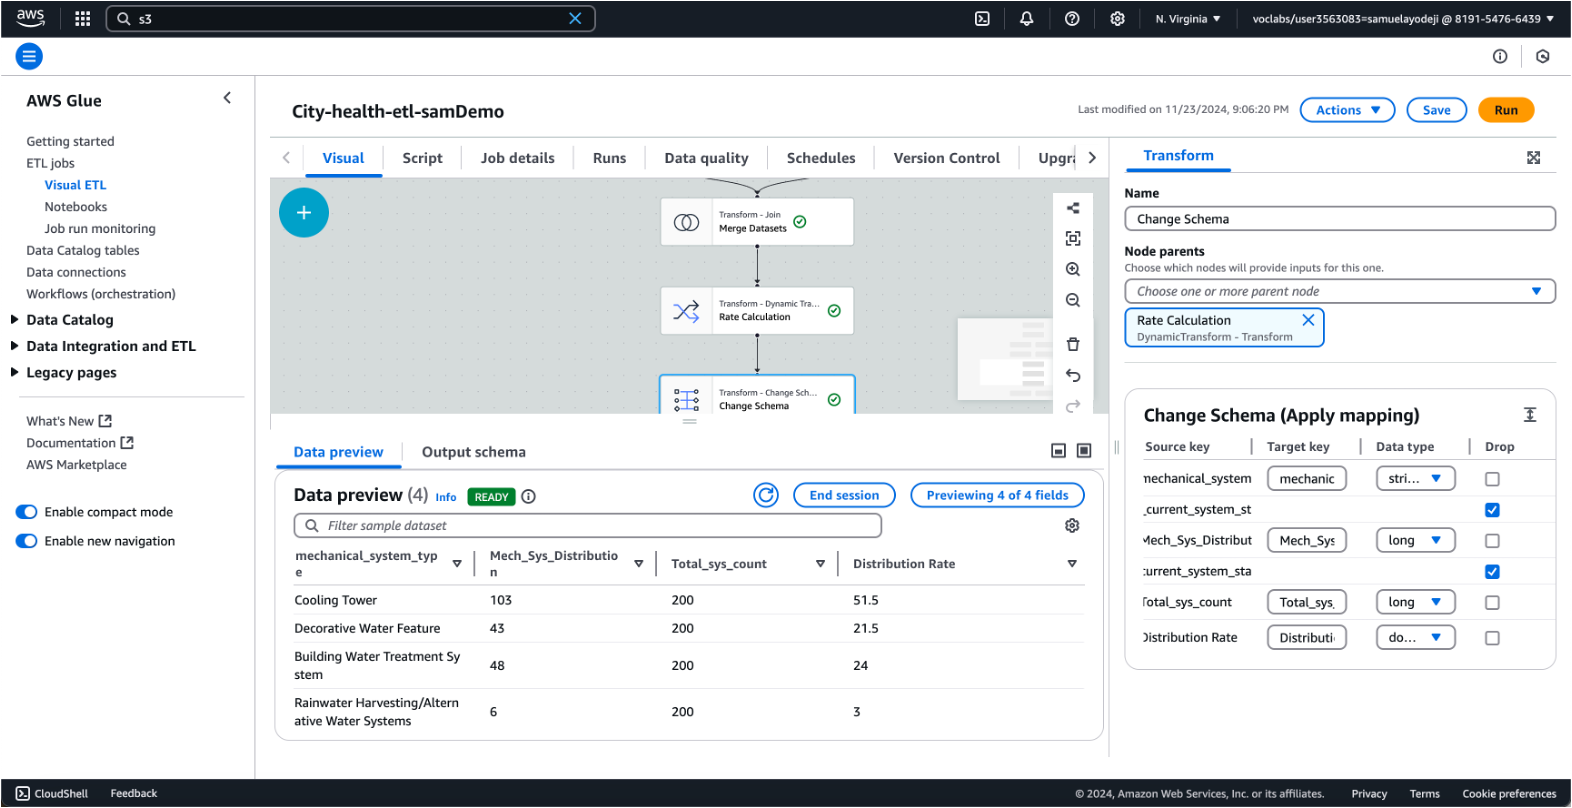 aws
s3
N. Virginia
voclabs/user3563083=samuelayodeji @ 8191-5476-6439
AWS Glue
Getting started
ETL jobs
Visual ETL
Notebooks
Job run monitoring
Data Catalog tables
Data connections
Workflows (orchestration)
Data Catalog
Data Integration and ETL
Legacy pages
What's New
Documentation
AWS Marketplace
Enable compact mode
Enable new navigation
City-health-etl-samDemo
Last modified on 11/23/2024, 9:06:20 PM
Actions
Save
Run
Visual
Script
Job details
Runs
Data quality
Schedules
Version Control
Upgra
Transform - Join
Merge Datasets
Transform - Dynamic Tra...
Rate Calculation
Transform - Change Sch...
Change Schema
Data preview
Output schema
Data preview (4) Info READY
End session
Previewing 4 of 4 fields
Filter sample dataset
mechanical_system_typ
e
Mech_Sys_Distributio
n
Total_sys_count
Distribution Rate
Cooling Tower 103 200 51.5
Decorative Water Feature 43 200 21.5
Building Water Treatment Sy
stem 48 200 24
Rainwater Harvesting/Altern
ative Water Systems 6 200 3
Transform
Name
Change Schema
Node parents
Choose which nodes will provide inputs for this one.
Choose one or more parent node
Rate Calculation
DynamicTransform - Transform
Change Schema (Apply mapping)
Source key Target key Data type Drop
mechanical_system mechanic stri...
_current_system_st
Mech_Sys_Distribut Mech_Sys long
current_system_sta
Total_sys_count Total_sys_ long
Distribution Rate Distributi do...
CloudShell
Feedback
© 2024, Amazon Web Services, Inc. or its affiliates.
Privacy
Terms
Cookie preferences